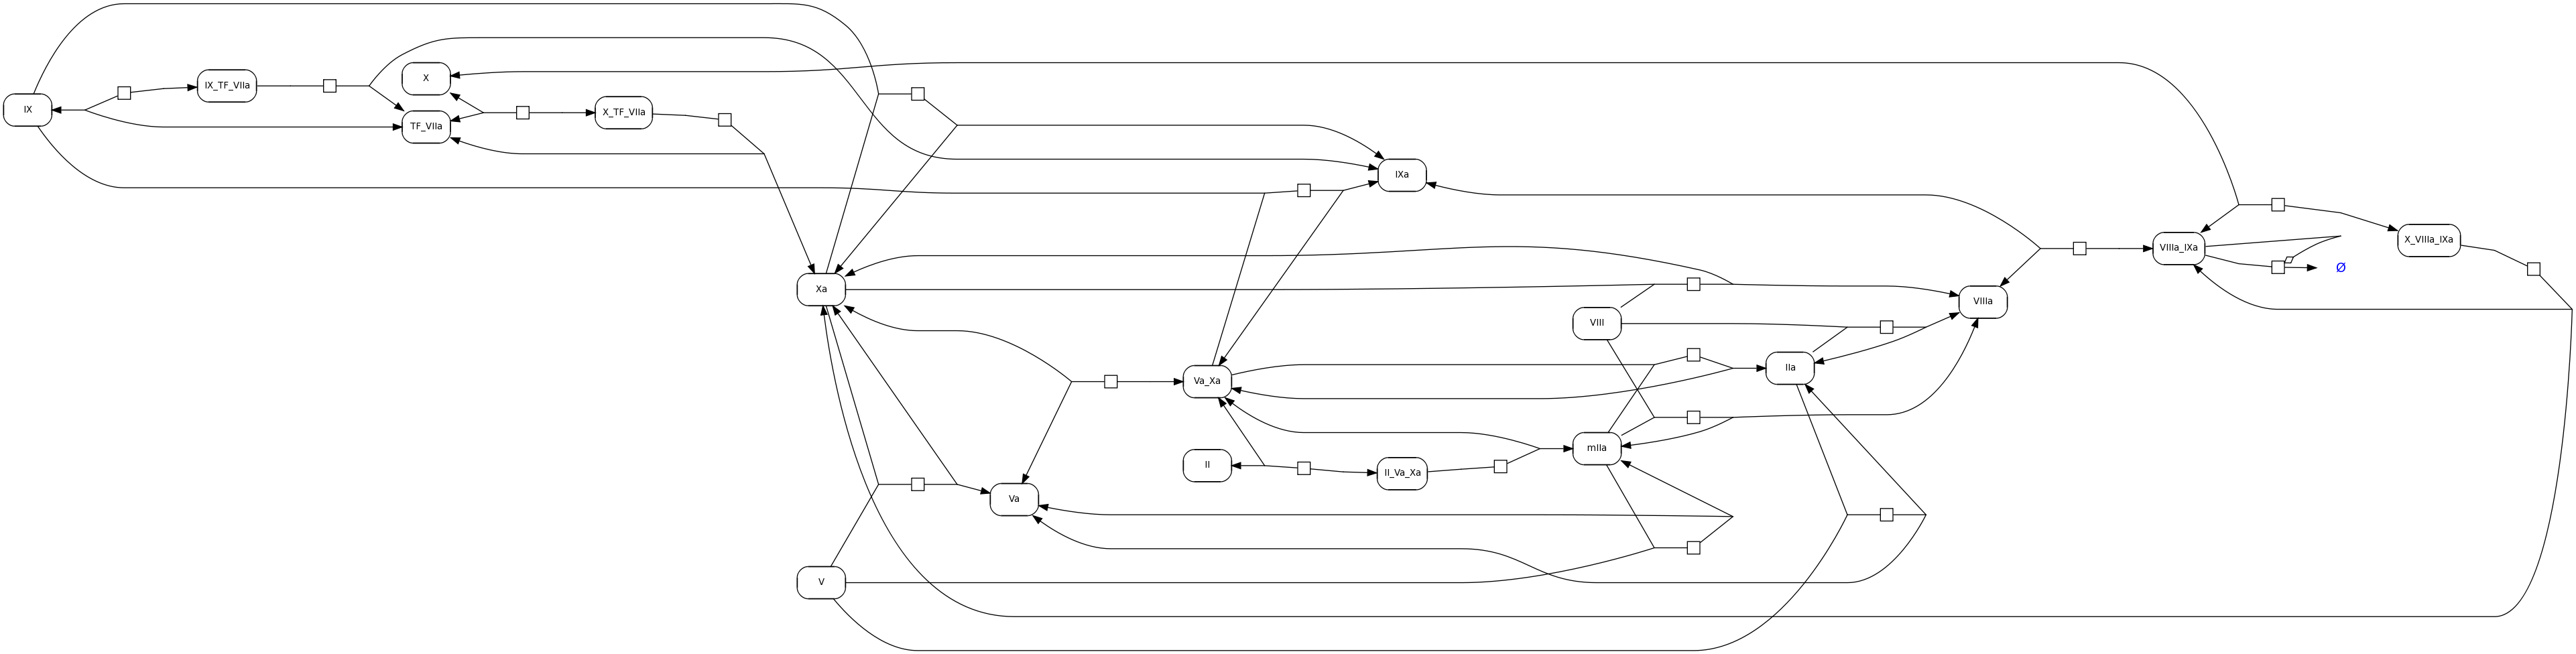 X
IX_TF_VIIa
IX
X_TF_VIIa
TF_VIIa
IXa
X_VIIIa_IXa
VIIIa_IXa
Ø
Xa
VIIIa
VIII
IIa
Va_Xa
mIIa
II
II_Va_Xa
Va
V